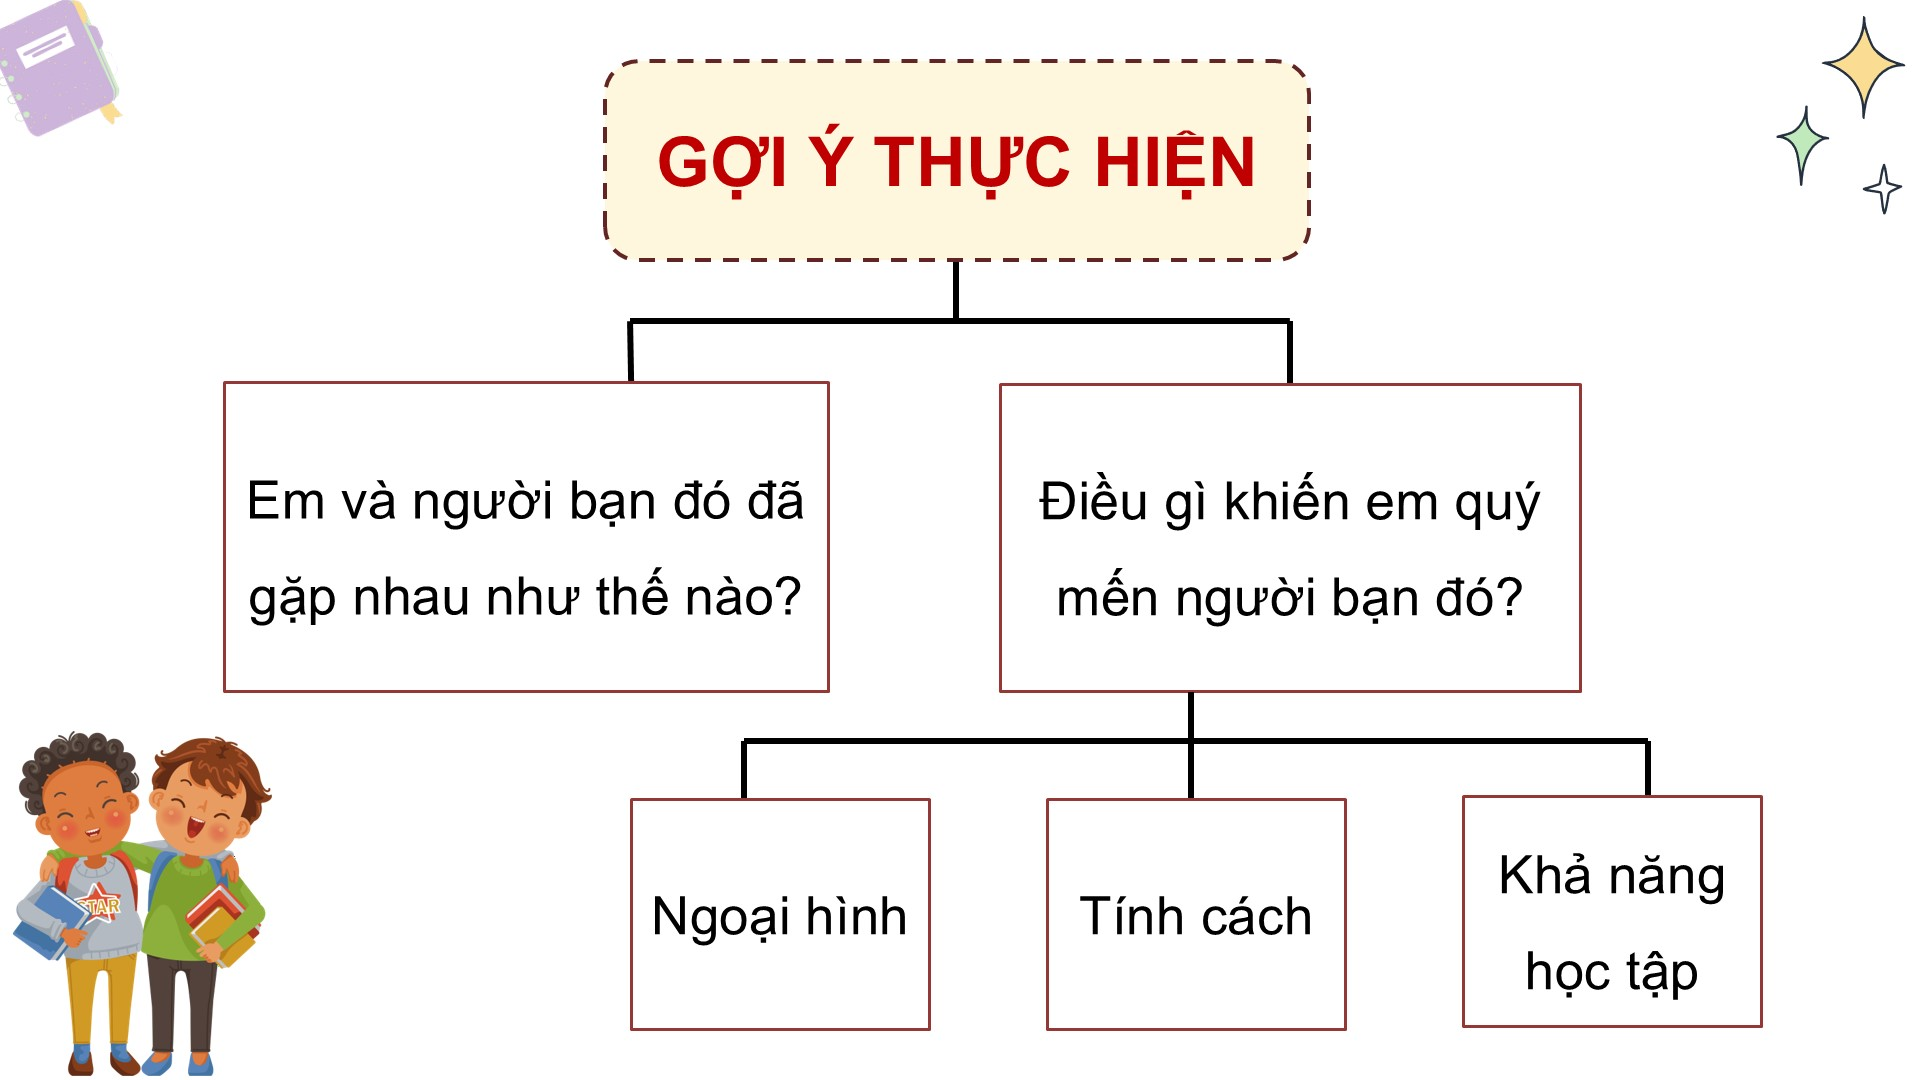 GỢI Ý THỰC HIỆN
Em và người bạn đó đã
gặp nhau như thế nào?
Điều gì khiến em quý
mến người bạn đó?
Ngoại hình
Tính cách
Khả năng
học tập
STAR